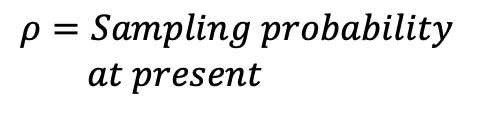 ρ = Sampling probability
at present